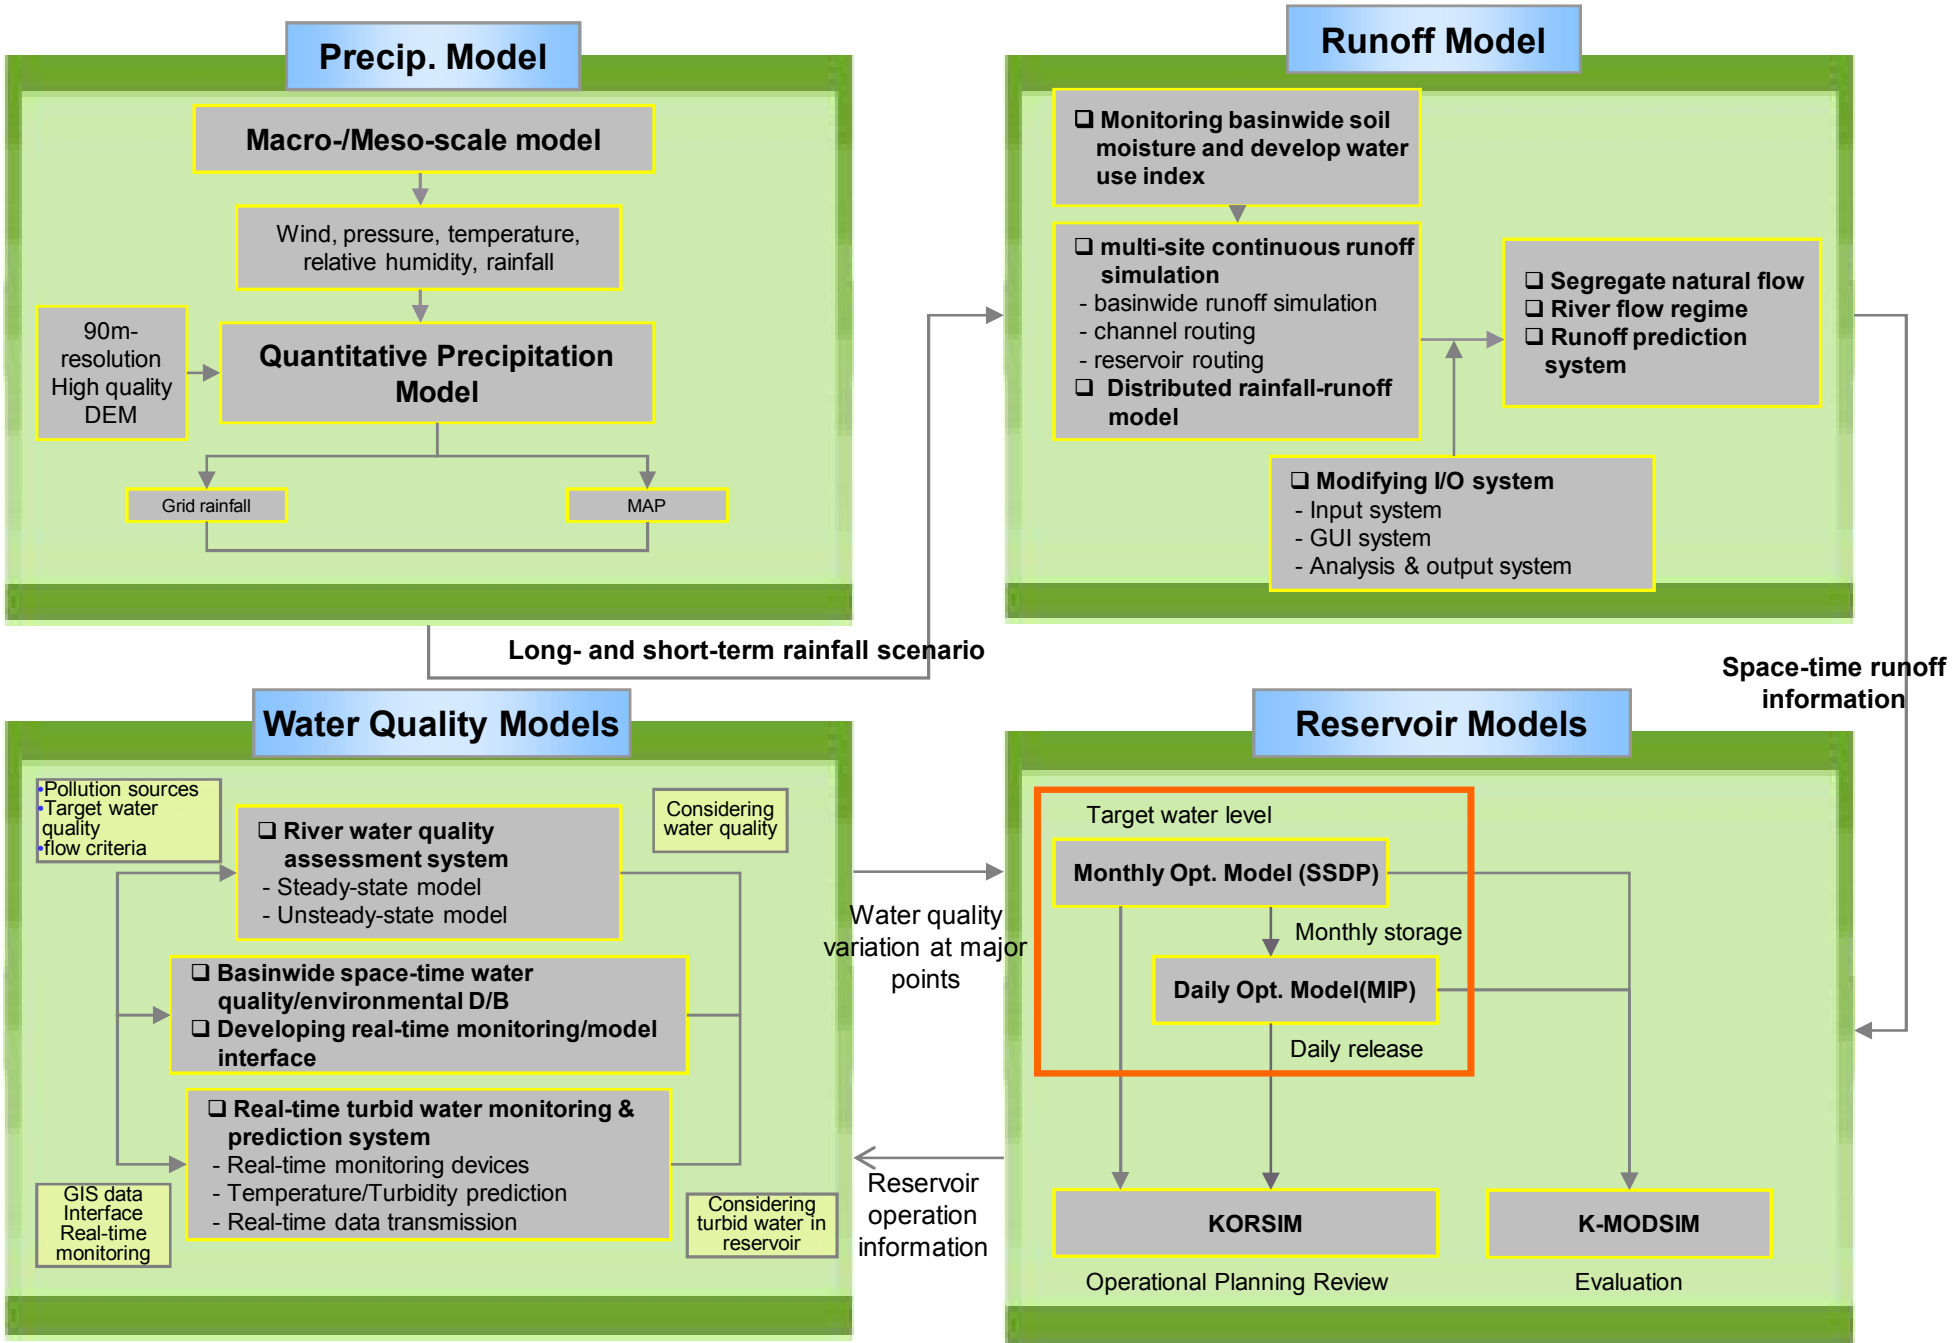 Precip. Model
Macro-/Meso-scale model
Wind, pressure, temperature,
relative humidity, rainfall
90m-
resolution
High quality
DEM
Quantitative Precipitation
Model
Grid rainfall
MAP
Runoff Model
❑ Monitoring basinwide soil
moisture and develop water
use index
❑ multi-site continuous runoff
simulation
- basinwide runoff simulation
- channel routing
- reservoir routing
❑ Distributed rainfall-runoff
model
❑ Segregate natural flow
❑ River flow regime
❑ Runoff prediction
system
❑ Modifying I/O system
- Input system
- GUI system
- Analysis & output system
Long- and short-term rainfall scenario
Space-time runoff
information
Water Quality Models
•Pollution sources
•Target water
quality
•flow criteria
❑ River water quality
assessment system
- Steady-state model
- Unsteady-state model
Considering
water quality
❑ Basinwide space-time water
quality/environmental D/B
❑ Developing real-time monitoring/model
interface
❑ Real-time turbid water monitoring &
prediction system
- Real-time monitoring devices
- Temperature/Turbidity prediction
- Real-time data transmission
GIS data
Interface
Real-time
monitoring
Considering
turbid water in
reservoir
Water quality
variation at major
points
Reservoir
operation
information
Reservoir Models
Target water level
Monthly Opt. Model (SSDP)
Monthly storage
Daily Opt. Model(MIP)
Daily release
KORSIM
K-MODSIM
Operational Planning Review
Evaluation